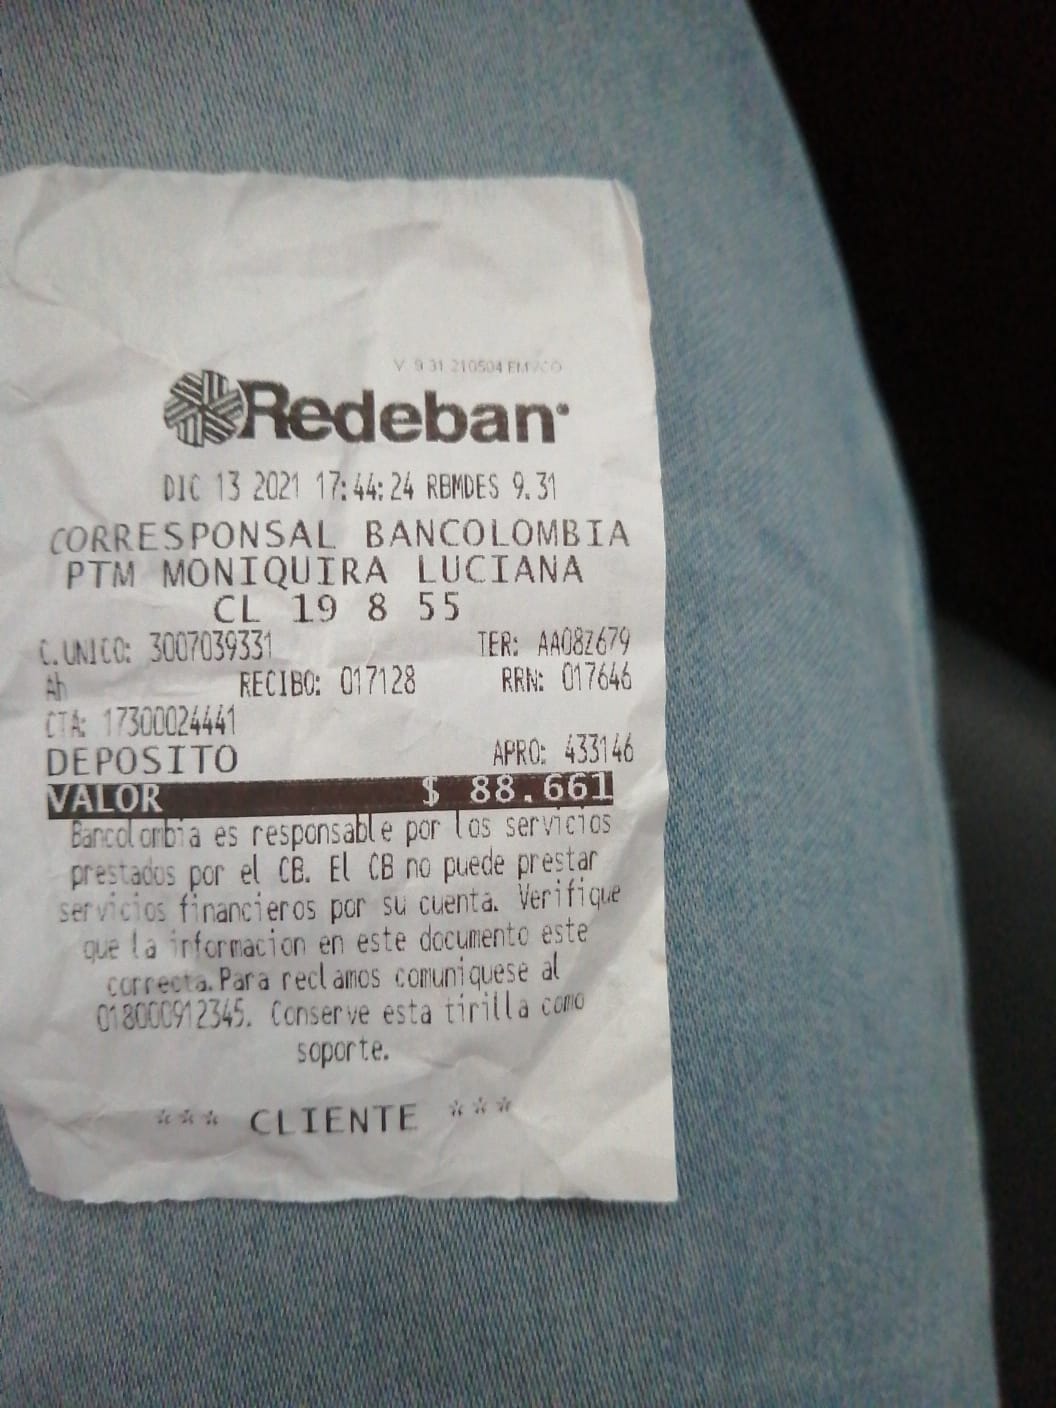 V 9 31 210504 EMVCO
Redeban
DIC 13 2021 17:44:24 RBMDES 9.31
CORRESPONSAL BANCOLOMBIA
PTM MONIQUIRA LUCIANA
CL 19 8 55
C.UNICO: 3007039331 TER: AA08Z679
Ah RECIBO: 017128 RRN: 017646
CTA: 17300024441
DEPOSITO APRO: 433146
VALOR $ 88.661
Bancolombia es responsable por los servicios
prestados por el CB. El CB no puede prestar
servicios financieros por su cuenta. Verifique
que la informacion en este documento este
correcta.Para reclamos comuniquese al
018000912345. Conserve esta tirilla como
soporte.
*** CLIENTE ***